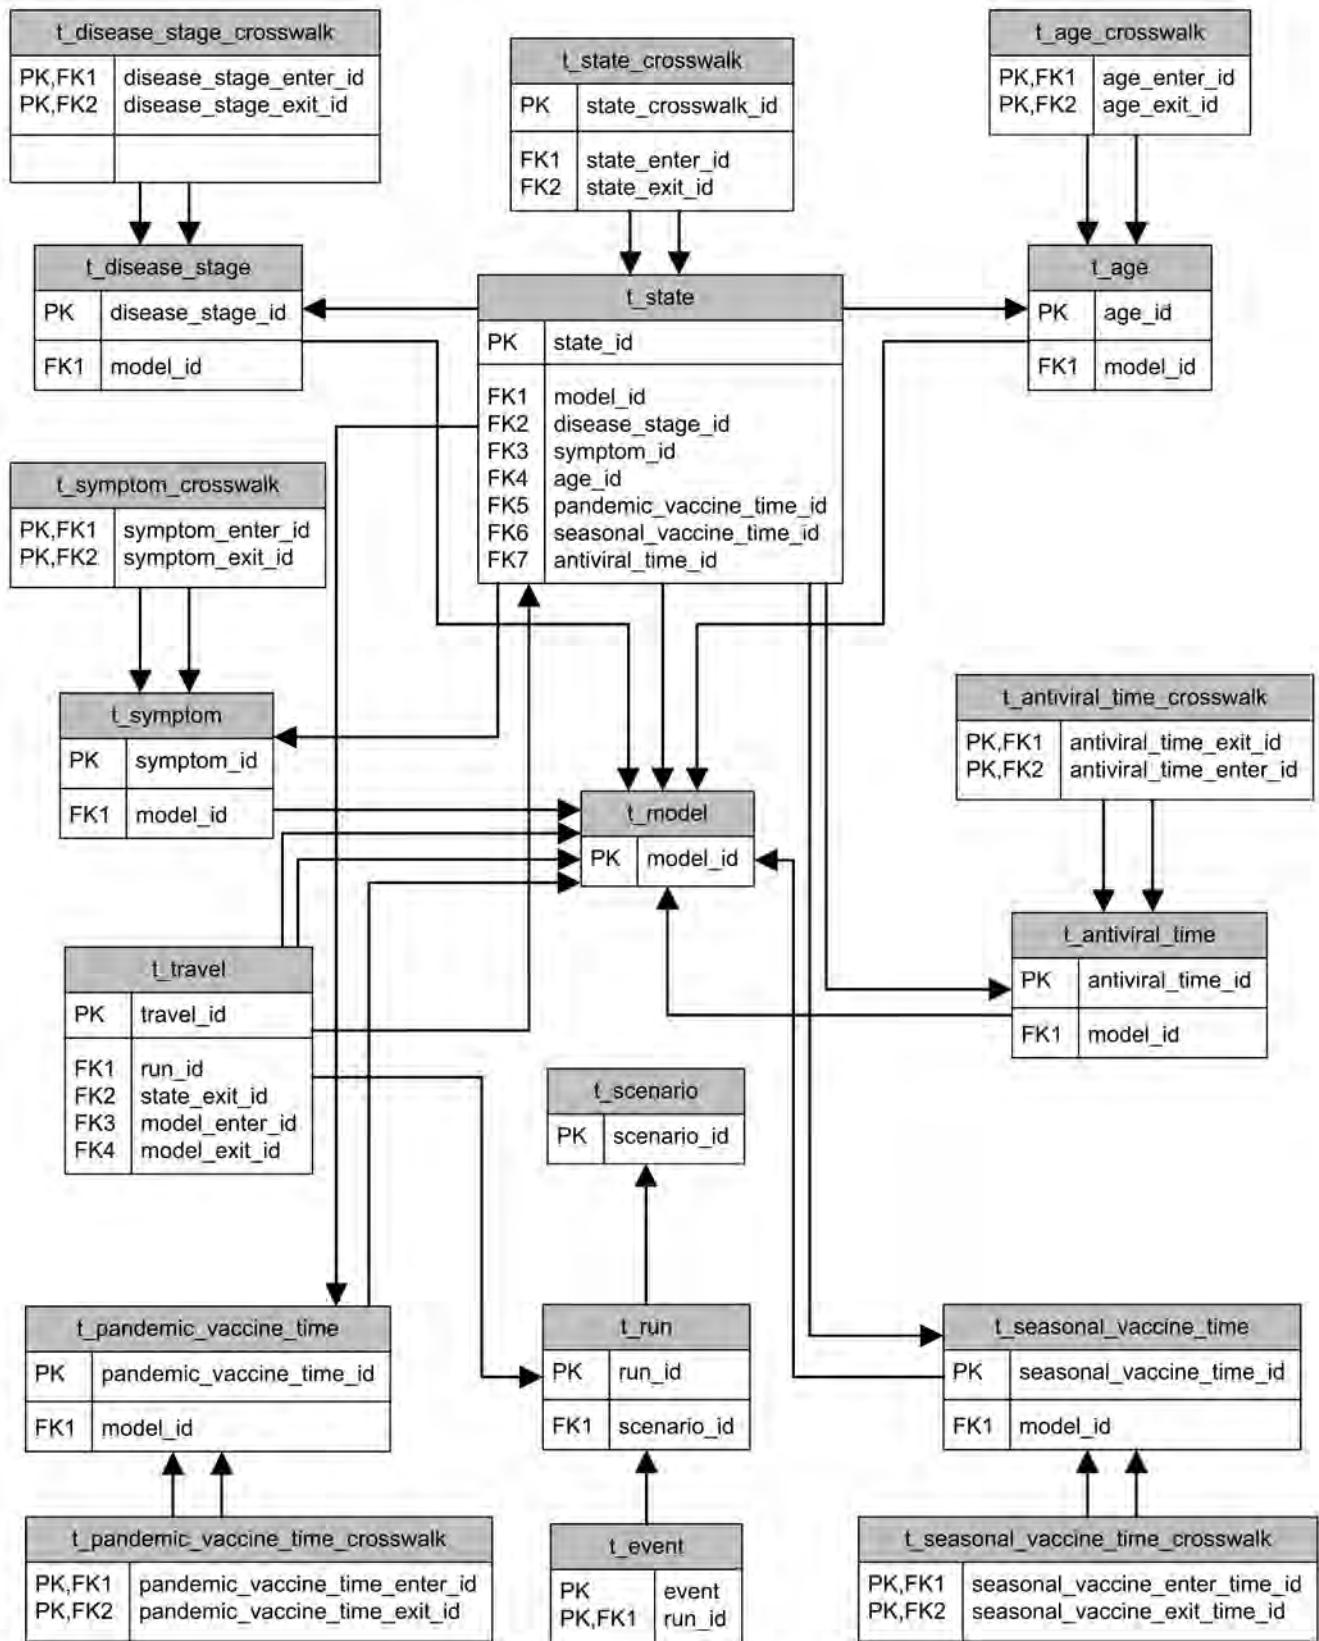 t_disease_stage_crosswalk
PK,FK1 disease_stage_enter_id
PK,FK2 disease_stage_exit_id
t_state_crosswalk
PK state_crosswalk_id
FK1 state_enter_id
FK2 state_exit_id
t_age_crosswalk
PK,FK1 age_enter_id
PK,FK2 age_exit_id
t_disease_stage
PK disease_stage_id
FK1 model_id
t_state
PK state_id
FK1 model_id
FK2 disease_stage_id
FK3 symptom_id
FK4 age_id
FK5 pandemic_vaccine_time_id
FK6 seasonal_vaccine_time_id
FK7 antiviral_time_id
t_age
PK age_id
FK1 model_id
t_symptom_crosswalk
PK,FK1 symptom_enter_id
PK,FK2 symptom_exit_id
t_symptom
PK symptom_id
FK1 model_id
t_model
PK model_id
t_antiviral_time_crosswalk
PK,FK1 antiviral_time_exit_id
PK,FK2 antiviral_time_enter_id
t_antiviral_time
PK antiviral_time_id
FK1 model_id
t_travel
PK travel_id
FK1 run_id
FK2 state_exit_id
FK3 model_enter_id
FK4 model_exit_id
t_scenario
PK scenario_id
t_pandemic_vaccine_time
PK pandemic_vaccine_time_id
FK1 model_id
t_run
PK run_id
FK1 scenario_id
t_seasonal_vaccine_time
PK seasonal_vaccine_time_id
FK1 model_id
t_pandemic_vaccine_time_crosswalk
PK,FK1 pandemic_vaccine_time_enter_id
PK,FK2 pandemic_vaccine_time_exit_id
t_event
PK event
PK,FK1 run_id
t_seasonal_vaccine_time_crosswalk
PK,FK1 seasonal_vaccine_enter_time_id
PK,FK2 seasonal_vaccine_exit_time_id